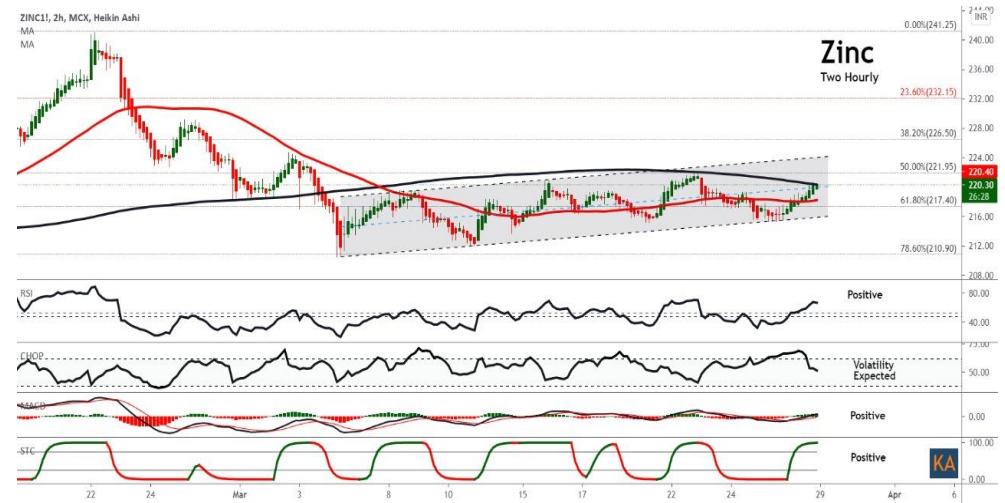 ZINC1!, 2h, MCX, Heikin Ashi
MA
MA
INR
244.00
0.00%(241.25)
240.00
Zinc
Two Hourly
236.00
23.60%(232.15)
232.00
228.00
38.20%(226.50)
224.00
50.00%(221.95)
220.40
220.30
26:28
61.80%(217.40)
216.00
212.00
78.60%(210.90)
208.00
RSI
Positive
80.00
40.00
CHOP
75.00
Volatility
Expected
50.00
MACD
Positive
0.00
STC
100.00
Positive
KA
0.00
22 24 Mar 3 8 10 15 17 22 24 29 Apr 6